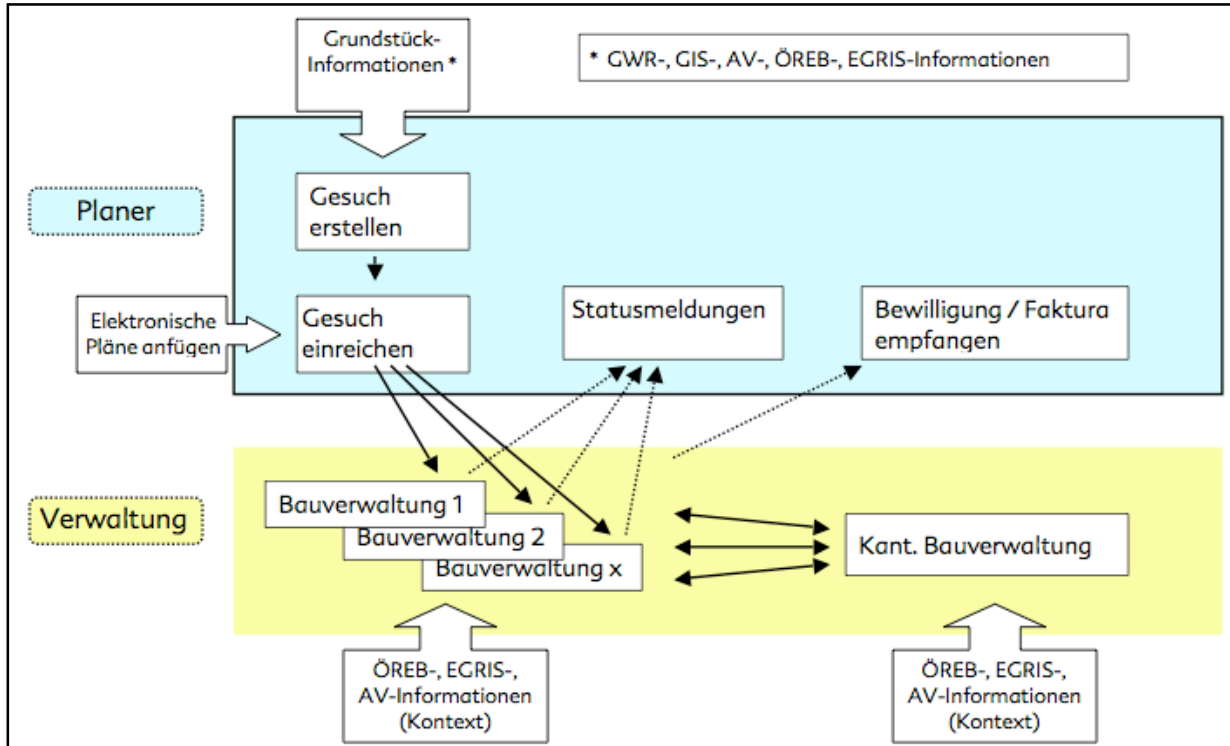 Grundstück-
Informationen *
* GWR-, GIS-, AV-, ÖREB-, EGRIS-Informationen
Planer
Gesuch
erstellen
Elektronische
Pläne anfügen
Gesuch
einreichen
Statusmeldungen
Bewilligung / Faktura
empfangen
Verwaltung
Bauverwaltung 1
Bauverwaltung 2
Bauverwaltung x
Kant. Bauverwaltung
ÖREB-, EGRIS-,
AV-Informationen
(Kontext)
ÖREB-, EGRIS-,
AV-Informationen
(Kontext)